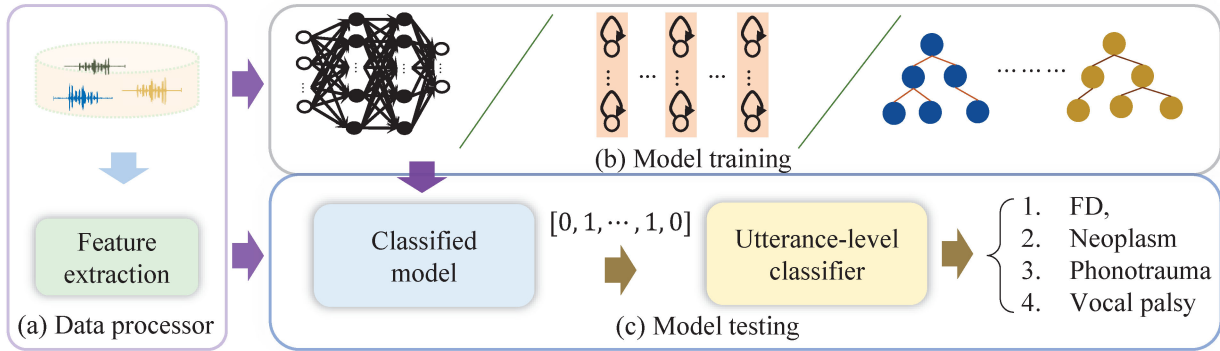 Feature
extraction
(a) Data processor
(b) Model training
Classified
model
[0, 1, ⋯, 1, 0]
Utterance-level
classifier
1. FD,
2. Neoplasm
3. Phonotrauma
4. Vocal palsy
(c) Model testing